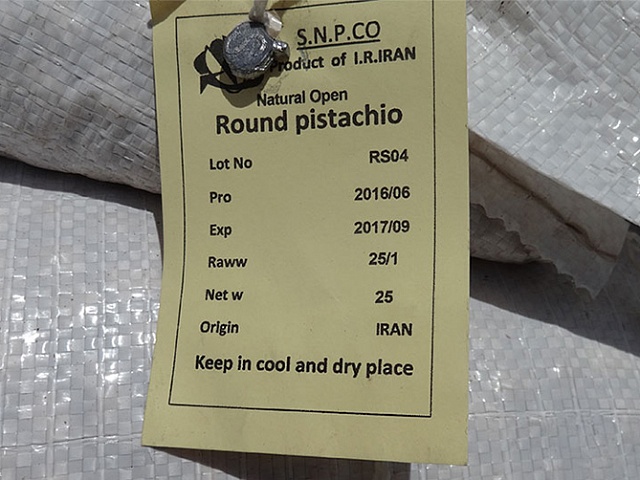 S.N.P.CO
Product of I.R.IRAN
Natural Open
Round pistachio
Lot No RS04
Pro 2016/06
Exp 2017/09
Raww 25/1
Net w 25
Origin IRAN
Keep in cool and dry place